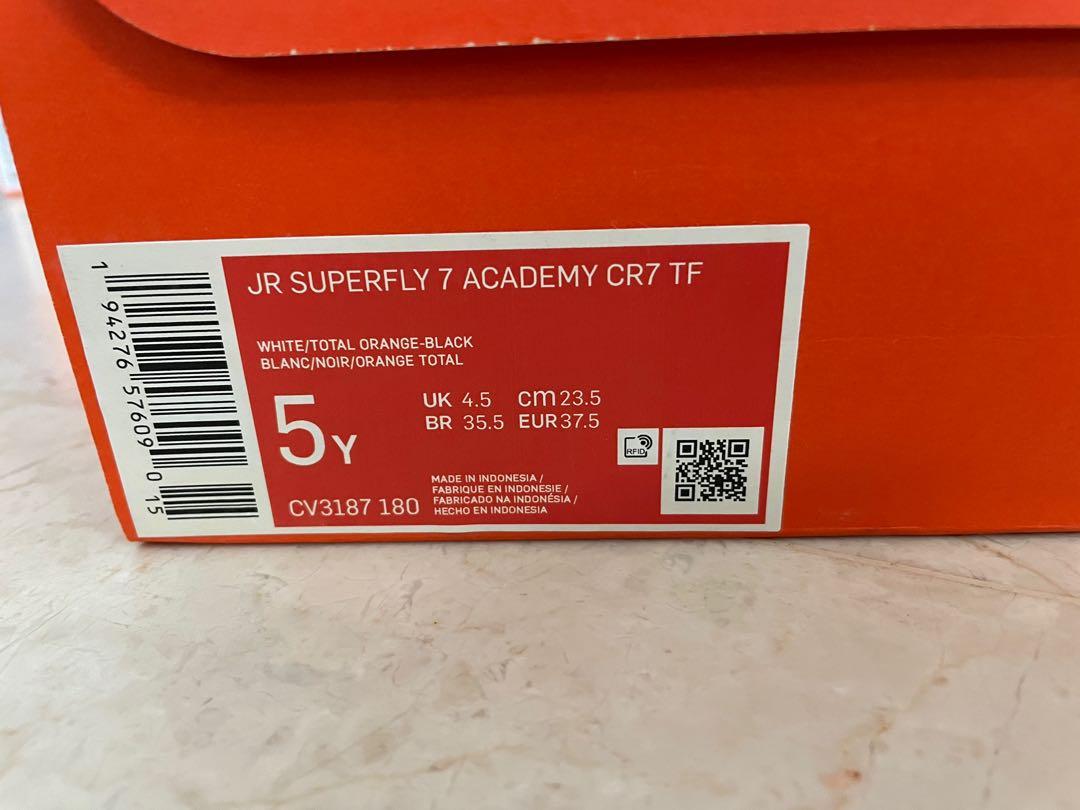 JR SUPERFLY 7 ACADEMY CR7 TF
WHITE/TOTAL ORANGE-BLACK
BLANC/NOIR/ORANGE TOTAL
5Y
UK 4.5 cm 23.5
BR 35.5 EUR 37.5
RFID
CV3187 180
MADE IN INDONESIA /
FABRIQUE EN INDONESIE /
FABRICADO NA INDONÉSIA /
HECHO EN INDONESIA
1 94276 57609 0 15